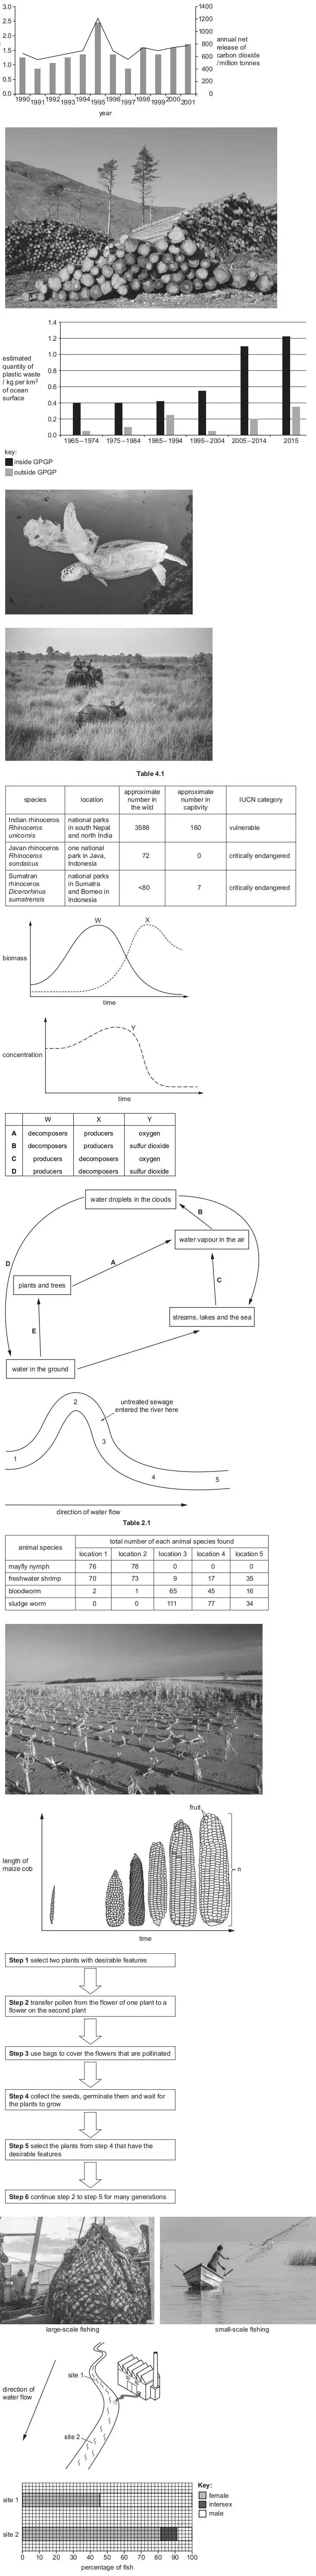 3.0
2.5
2.0
1.5
1.0
0.5
0.0
1400
1200
1000
800
600
400
200
0
annual net
release of
carbon dioxide
/ million tonnes
1990 1991 1992 1993 1994 1995 1996 1997 1998 1999 2000 2001
year
1.4
1.2
1.0
0.8
0.6
0.4
0.2
0.0
estimated
quantity of
plastic waste
/ kg per km²
of ocean
surface
1965–1974 1975–1984 1985–1994 1995–2004 2005–2014 2015
key:
inside GPGP
outside GPGP
Table 4.1
species location approximate number in the wild approximate number in captivity IUCN category
Indian rhinoceros Rhinoceros unicornis national parks in south Nepal and north India 3588 160 vulnerable
Javan rhinoceros Rhinoceros sondaicus one national park in Java, Indonesia 72 0 critically endangered
Sumatran rhinoceros Dicerorhinus sumatrensis national parks in Sumatra and Borneo in Indonesia <80 7 critically endangered
W X
biomass
time
Y
concentration
time
W X Y
A decomposers producers oxygen
B decomposers producers sulfur dioxide
C producers decomposers oxygen
D producers decomposers sulfur dioxide
water droplets in the clouds
B
water vapour in the air
D
A
C
plants and trees
streams, lakes and the sea
E
water in the ground
2
untreated sewage
entered the river here
3
1
4
5
direction of water flow
Table 2.1
animal species total number of each animal species found
location 1 location 2 location 3 location 4 location 5
mayfly nymph 76 78 0 0 0
freshwater shrimp 70 73 9 17 35
bloodworm 2 1 65 45 16
sludge worm 0 0 111 77 34
fruit
length of
maize cob
n
time
Step 1 select two plants with desirable features
Step 2 transfer pollen from the flower of one plant to a
flower on the second plant
Step 3 use bags to cover the flowers that are pollinated
Step 4 collect the seeds, germinate them and wait for
the plants to grow
Step 5 select the plants from step 4 that have the
desirable features
Step 6 continue step 2 to step 5 for many generations
large-scale fishing small-scale fishing
direction of
water flow
site 1
site 2
Key:
female
intersex
male
site 1
site 2
0 10 20 30 40 50 60 70 80 90 100
percentage of fish